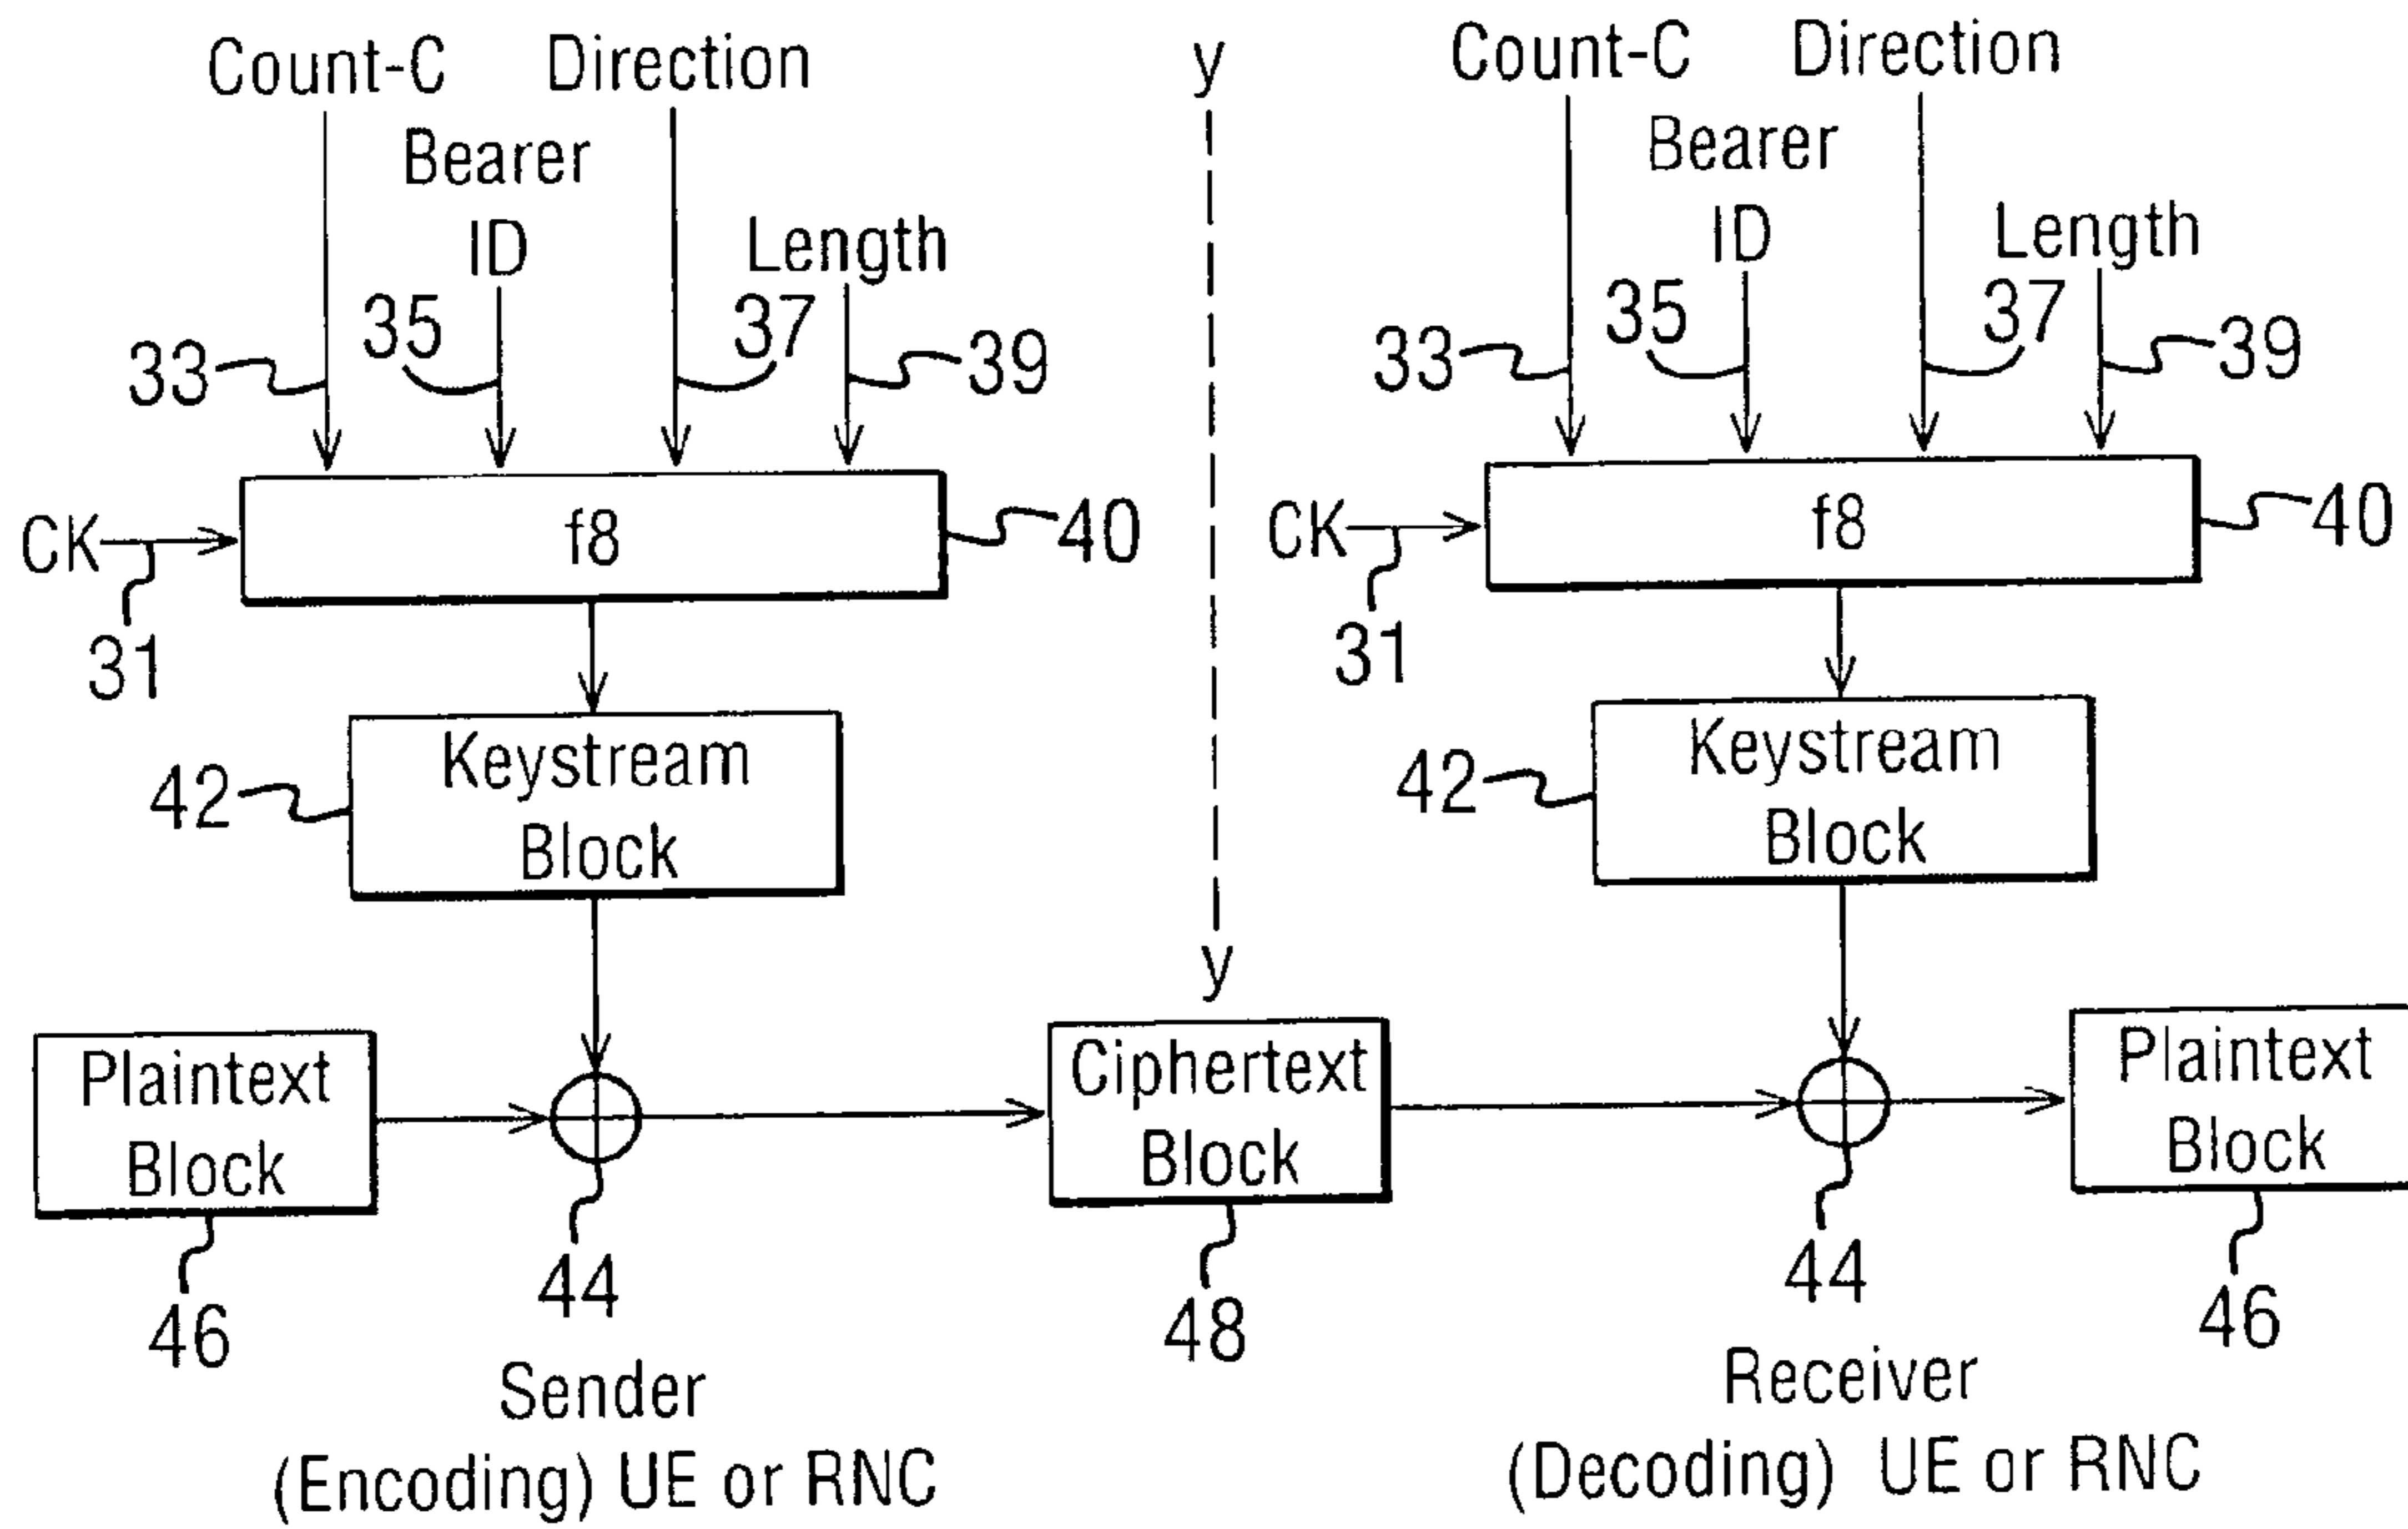 Count-C Direction
Bearer
ID
Length
33
35
37
39
CK
f8
40
31
Keystream
Block
42
Plaintext
Block
46
44
Sender
(Encoding) UE or RNC
y
y
Ciphertext
Block
48
Count-C Direction
Bearer
ID
Length
33
35
37
39
CK
f8
40
31
Keystream
Block
42
44
Plaintext
Block
46
Receiver
(Decoding) UE or RNC